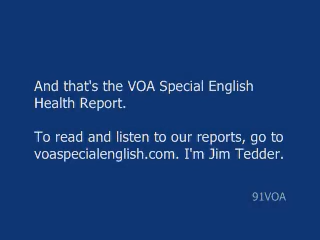 And that's the VOA Special English
Health Report.
To read and listen to our reports, go to
voaspecialenglish.com. I'm Jim Tedder.
91VOA